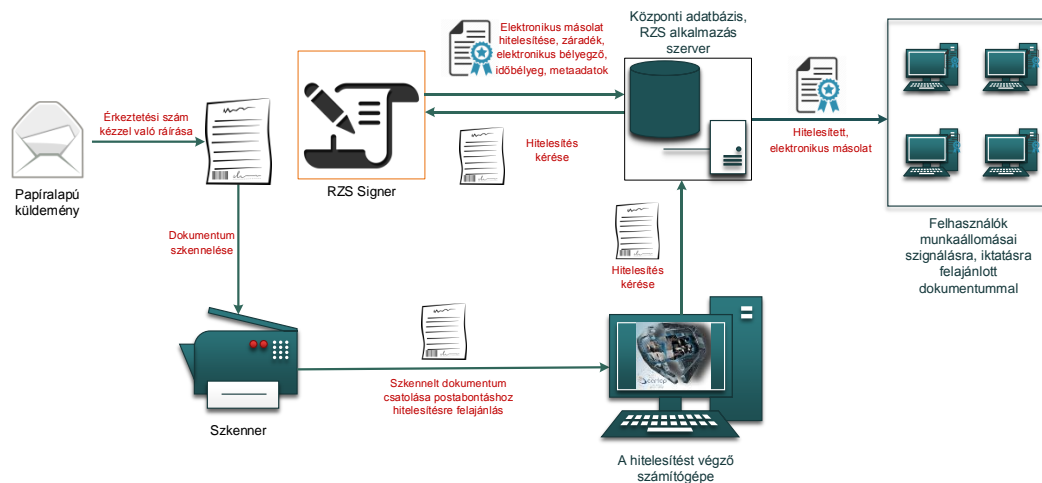 Elektronikus másolat
hitelesítése, záradék,
elektronikus bélyegző,
időbélyeg, metaadatok
Központi adatbázis,
RZS alkalmazás
szerver
Érkeztetési szám
kézzel való ráírása
Papíralapú
küldemény
RZS Signer
Hitelesítés
kérése
Hitelesített,
elektronikus másolat
Felhasználók
munkaállomásai
szignálásra, iktatásra
felajánlott
dokumentummal
Dokumentum
szkennelése
Hitelesítés
kérése
Szkenner
Szkennelt dokumentum
csatolása postabontáshoz
hitelesítésre felajánlás
A hitelesítést végző
számítógépe